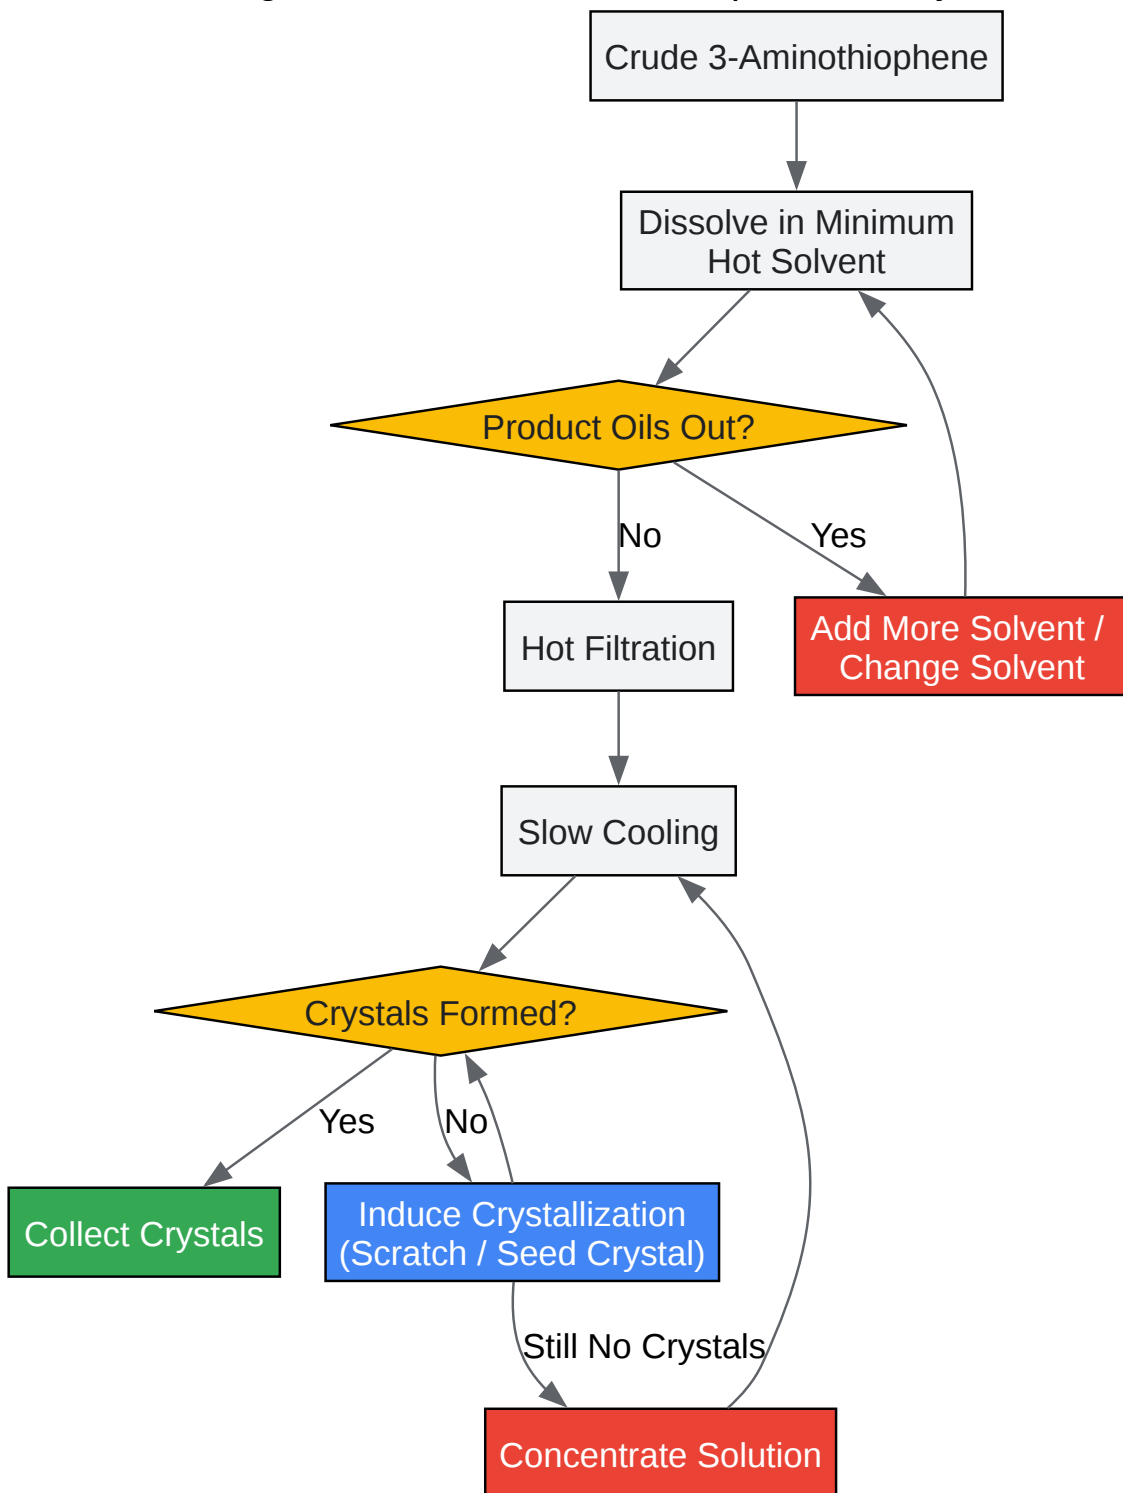 Crude 3-Aminothiophene
Dissolve in Minimum
Hot Solvent
Product Oils Out?
No
Yes
Hot Filtration
Add More Solvent /
Change Solvent
Slow Cooling
Crystals Formed?
Yes
No
Collect Crystals
Induce Crystallization
(Scratch / Seed Crystal)
Still No Crystals
Concentrate Solution